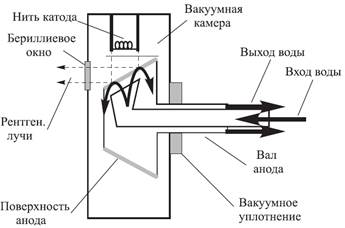 Нить катода
Бериллиевое
окно
Вакуумная
камера
Выход воды
Вход воды
Рентген.
лучи
Вал
анода
Поверхность
анода
Вакуумное
уплотнение